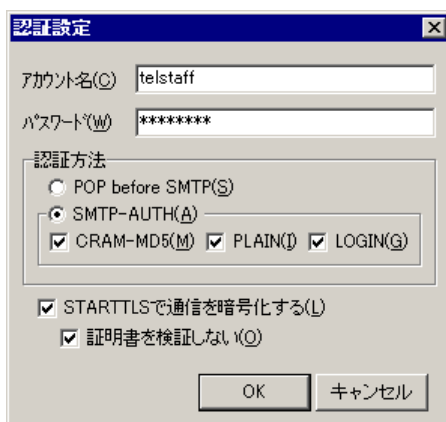 認証設定
アカウント名(C) telstaff
パスワード(W) ********
認証方法
POP before SMTP(S)
SMTP-AUTH(A)
CRAM-MD5(M) PLAIN(I) LOGIN(G)
STARTTLSで通信を暗号化する(L)
証明書を検証しない(O)
OK キャンセル